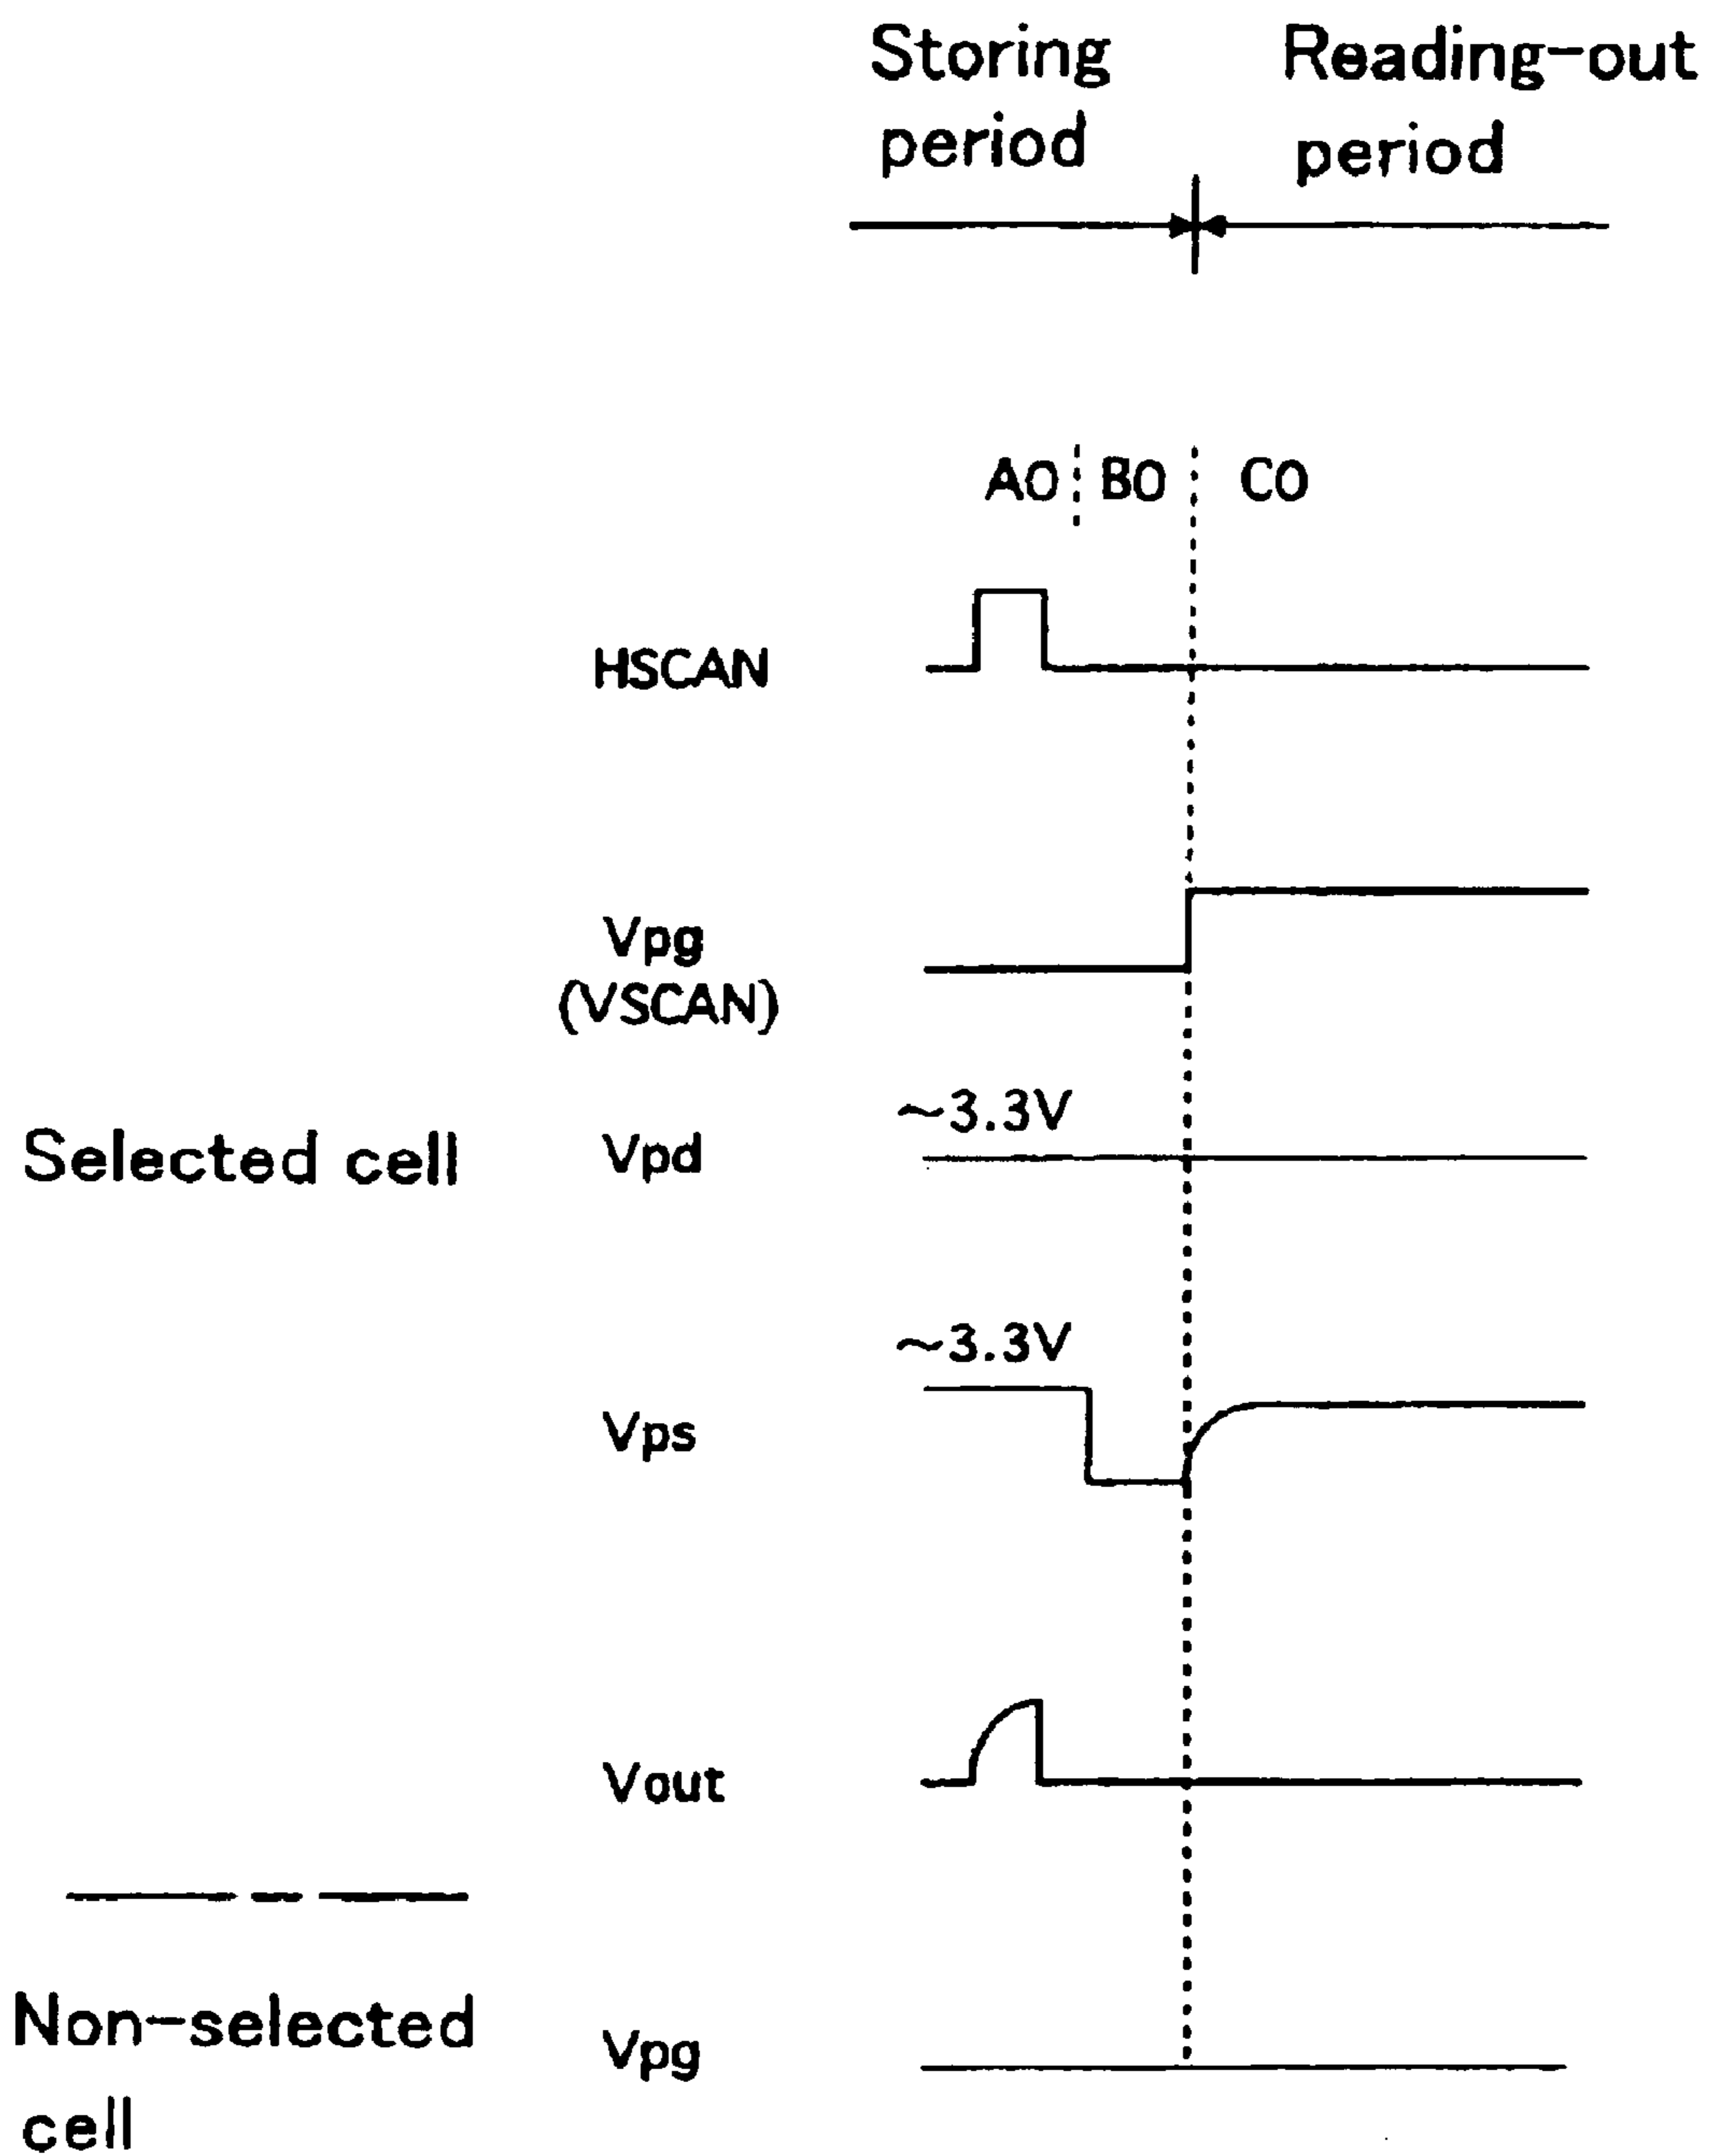 Storing
period
Reading-out
period
A0 B0 C0
HSCAN
Vpg
(VSCAN)
~3.3V
Selected cell
Vpd
~3.3V
Vps
Vout
Non-selected
cell
Vpg